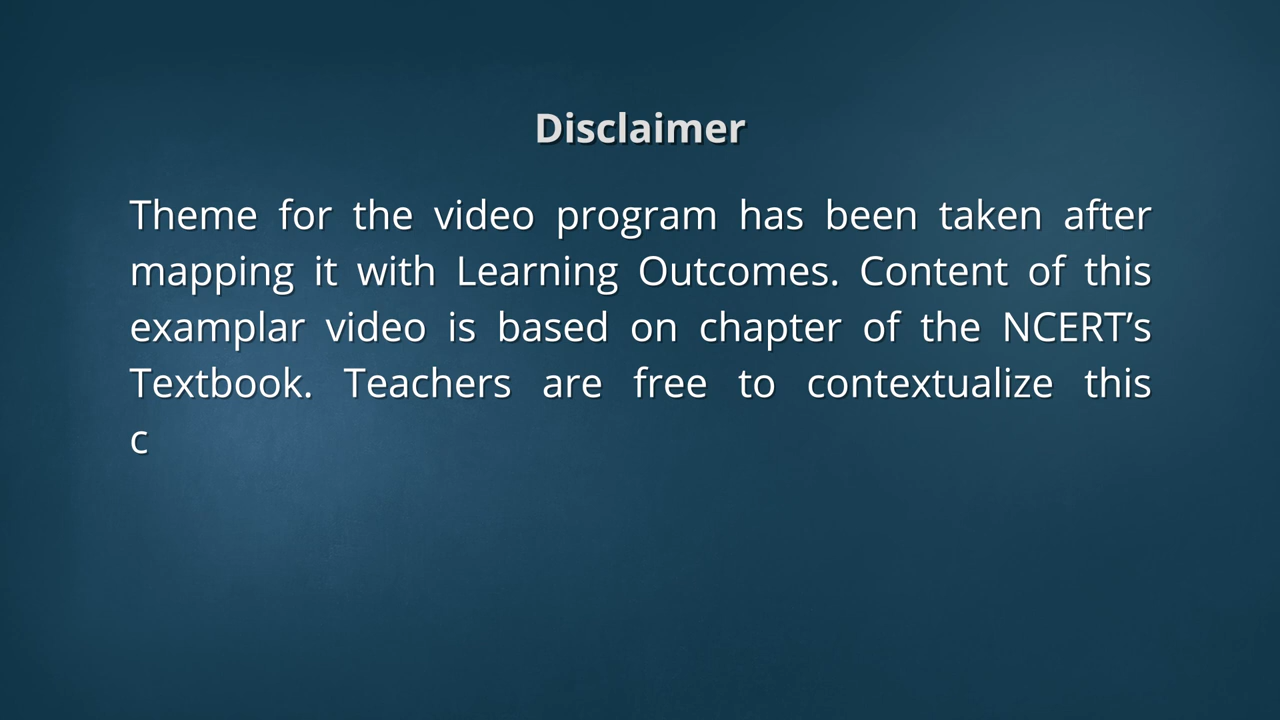 Disclaimer
Theme for the video program has been taken after
mapping it with Learning Outcomes. Content of this
examplar video is based on chapter of the NCERT’s
Textbook. Teachers are free to contextualize this
c